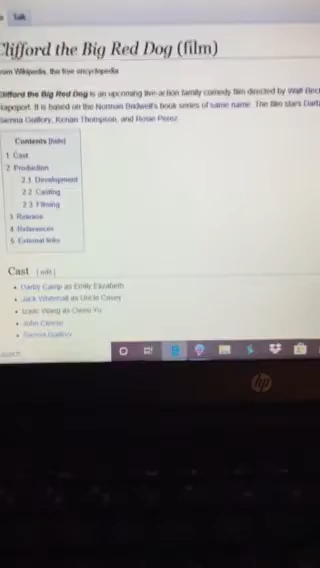 Talk
Clifford the Big Red Dog (film)
From Wikipedia, the free encyclopedia
Clifford the Big Red Dog is an upcoming live-action family comedy film directed by Walt
Rapoport. It is based on the Norman Bridwell's book series of same name. The film stars
Sienna Guillory, Kenan Thompson, and Rosie Perez.
Contents [hide]
1 Cast
2 Production
2.1 Development
2.2 Casting
2.3 Filming
3 Release
4 References
5 External links
Cast [edit]
• Darby Camp as Emily Elizabeth
• Jack Whitehall as Uncle Casey
• Izaac Wang as Owen Yu
• John Cleese
• Sienna Guillory
search
hp